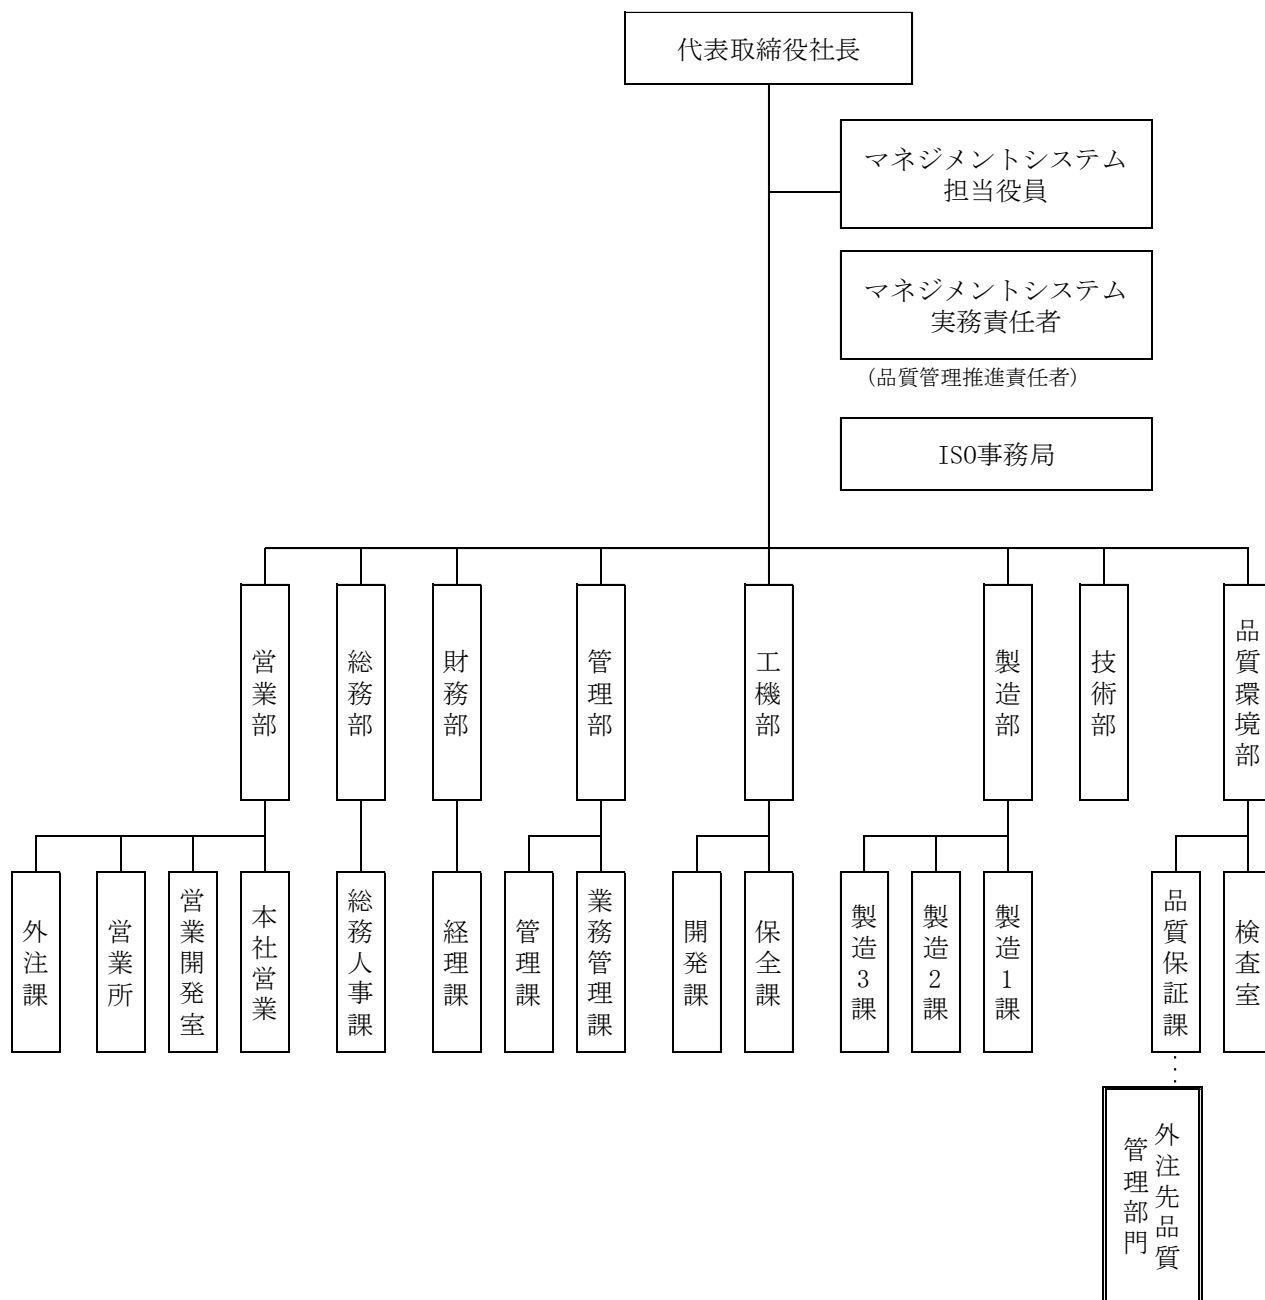 代表取締役社長
マネジメントシステム
担当役員
マネジメントシステム
実務責任者
(品質管理推進責任者)
ISO事務局
営業部
総務部
財務部
管理部
工機部
製造部
技術部
品質環境部
外注課
営業所
営業開発室
本社営業
総務人事課
経理課
管理課
業務管理課
開発課
保全課
製造3課
製造2課
製造1課
品質保証課
検査室
外注先品質
管理部門